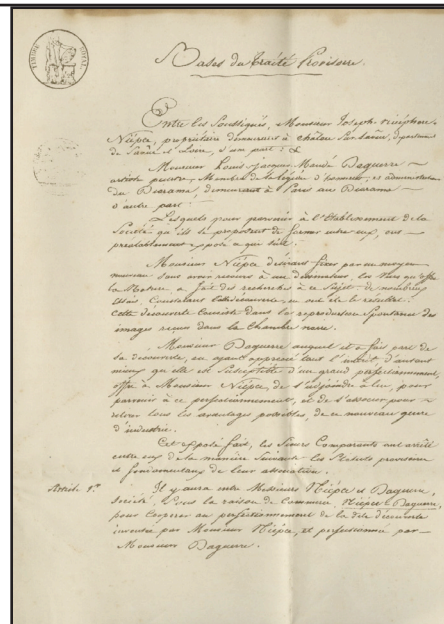 TIMBRE ROYAL
Bases du traité Provisoire.
Entre les Soussignés, Monsieur Joseph Nicéphore
Niépce, propriétaire demeurant à Châlon sur Saône, département
de Saône et Loire, d'une part: &
Monsieur Louis-Jacques Mandé Daguerre
artiste peintre, Membre de la Légion d'honneur, et administrateur
du Diorama, demeurant à Paris au Diorama
d'autre part:
Lesquels pour parvenir à l'Etablissement de la
Société qu'ils se proposent de former entre eux, ont
préalablement exposé ce qui suit:
Monsieur Niépce désirant fixer par un moyen
nouveau sans avoir recours à un dessinateur, les vues qu'offre
la Nature, a fait des recherches à ce Sujet: de nombreux
essais, Constatant cette découverte, en ont été le résultat.
Cette découverte Consiste dans la reproduction Spontanée des
images reçues dans la Chambre noire.
Monsieur Daguerre auquel il a fait part de
la découverte, en ayant apprécié tout l'intérêt, d'autant
mieux qu'elle est Susceptible d'un grand perfectionnement,
offre à Monsieur Niépce de s'adjoindre à lui, pour
parvenir à ce perfectionnement, et de s'associer pour
retirer tous les avantages possibles, de ce nouveau genre
d'industrie.
Cet exposé fait, les Sieurs Comparants ont arrêté
entre eux de la manière Suivante les Statuts provisoires
et fondamentaux de leur association.
Article 1er Il y aura entre Messieurs Niépce et Daguerre,
Société Sous la raison de Commerce Niépce & Daguerre,
pour Coopérer au perfectionnement de la dite découverte
inventée par Monsieur Niépce, et perfectionnée par
Monsieur Daguerre.